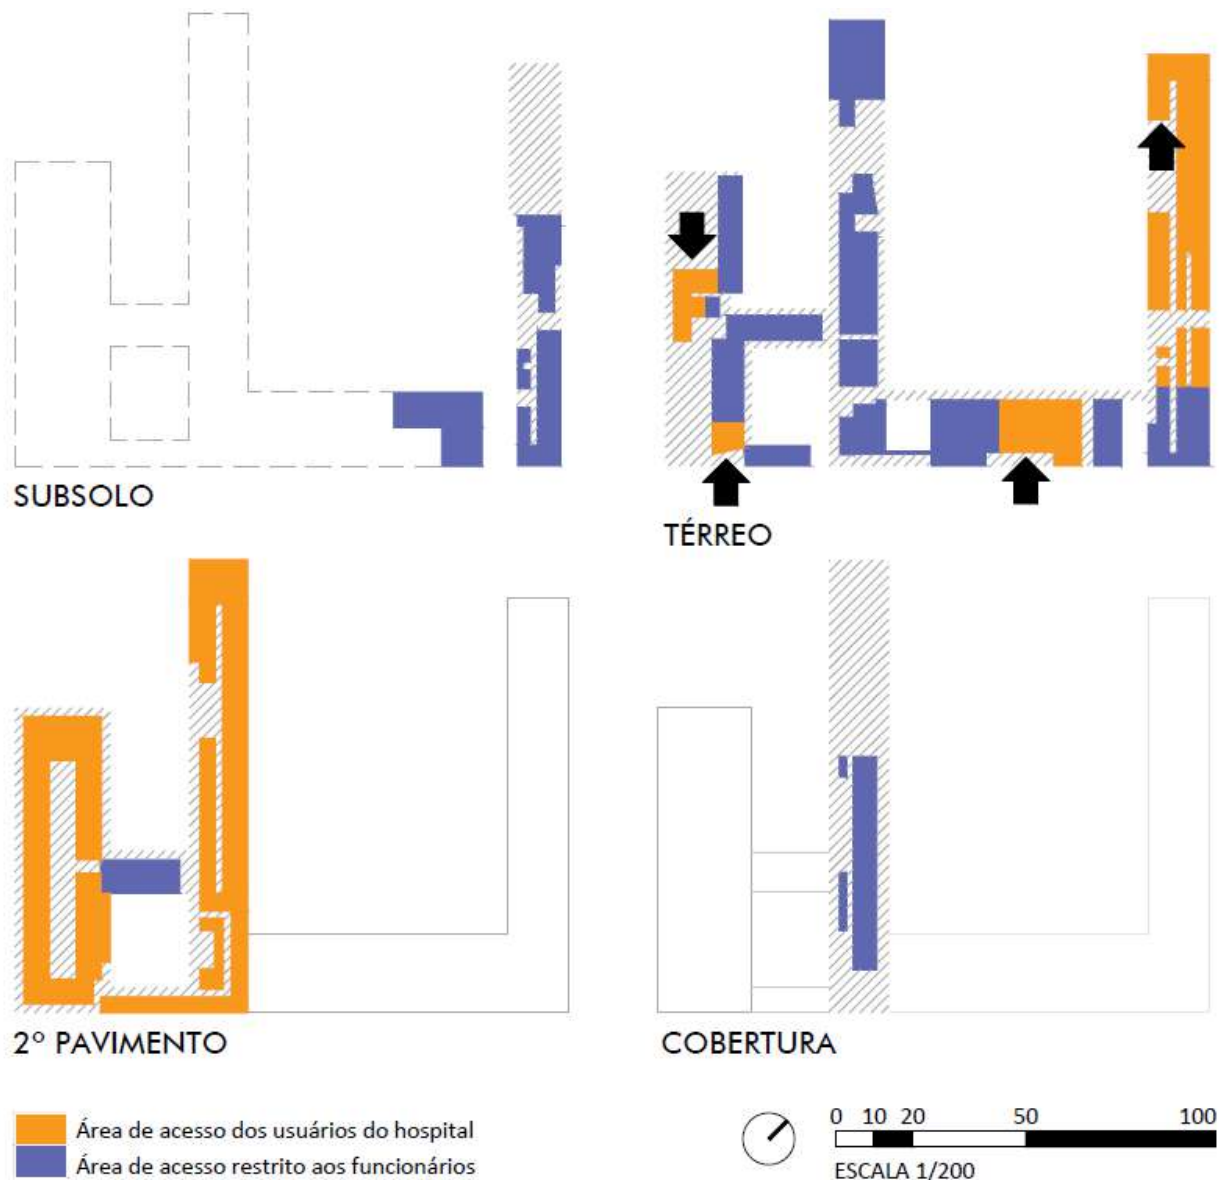 SUBSOLO
TÉRREO
2º PAVIMENTO
COBERTURA
Área de acesso dos usuários do hospital
Área de acesso restrito aos funcionários
0 10 20 50 100
ESCALA 1/200